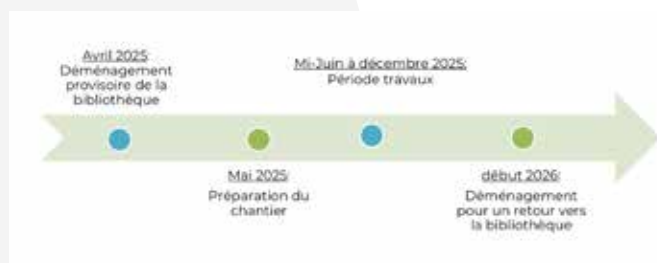 Avril 2025:
Déménagement
provisoire de la
bibliothèque
Mai 2025:
Préparation du
chantier
Mi-Juin à décembre 2025:
Période travaux
début 2026:
Déménagement
pour un retour vers
la bibliothèque